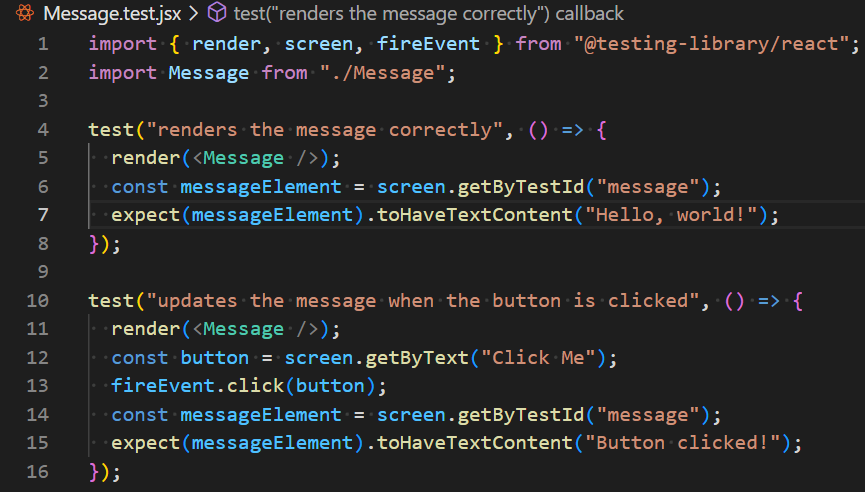 Message.test.jsx > test("renders the message correctly") callback
1 import { render, screen, fireEvent } from "@testing-library/react";
2 import Message from "./Message";
3
4 test("renders the message correctly", () => {
5   render(<Message />);
6   const messageElement = screen.getByTestId("message");
7   expect(messageElement).toHaveTextContent("Hello, world!");
8 });
9
10 test("updates the message when the button is clicked", () => {
11   render(<Message />);
12   const button = screen.getByText("Click Me");
13   fireEvent.click(button);
14   const messageElement = screen.getByTestId("message");
15   expect(messageElement).toHaveTextContent("Button clicked!");
16 });